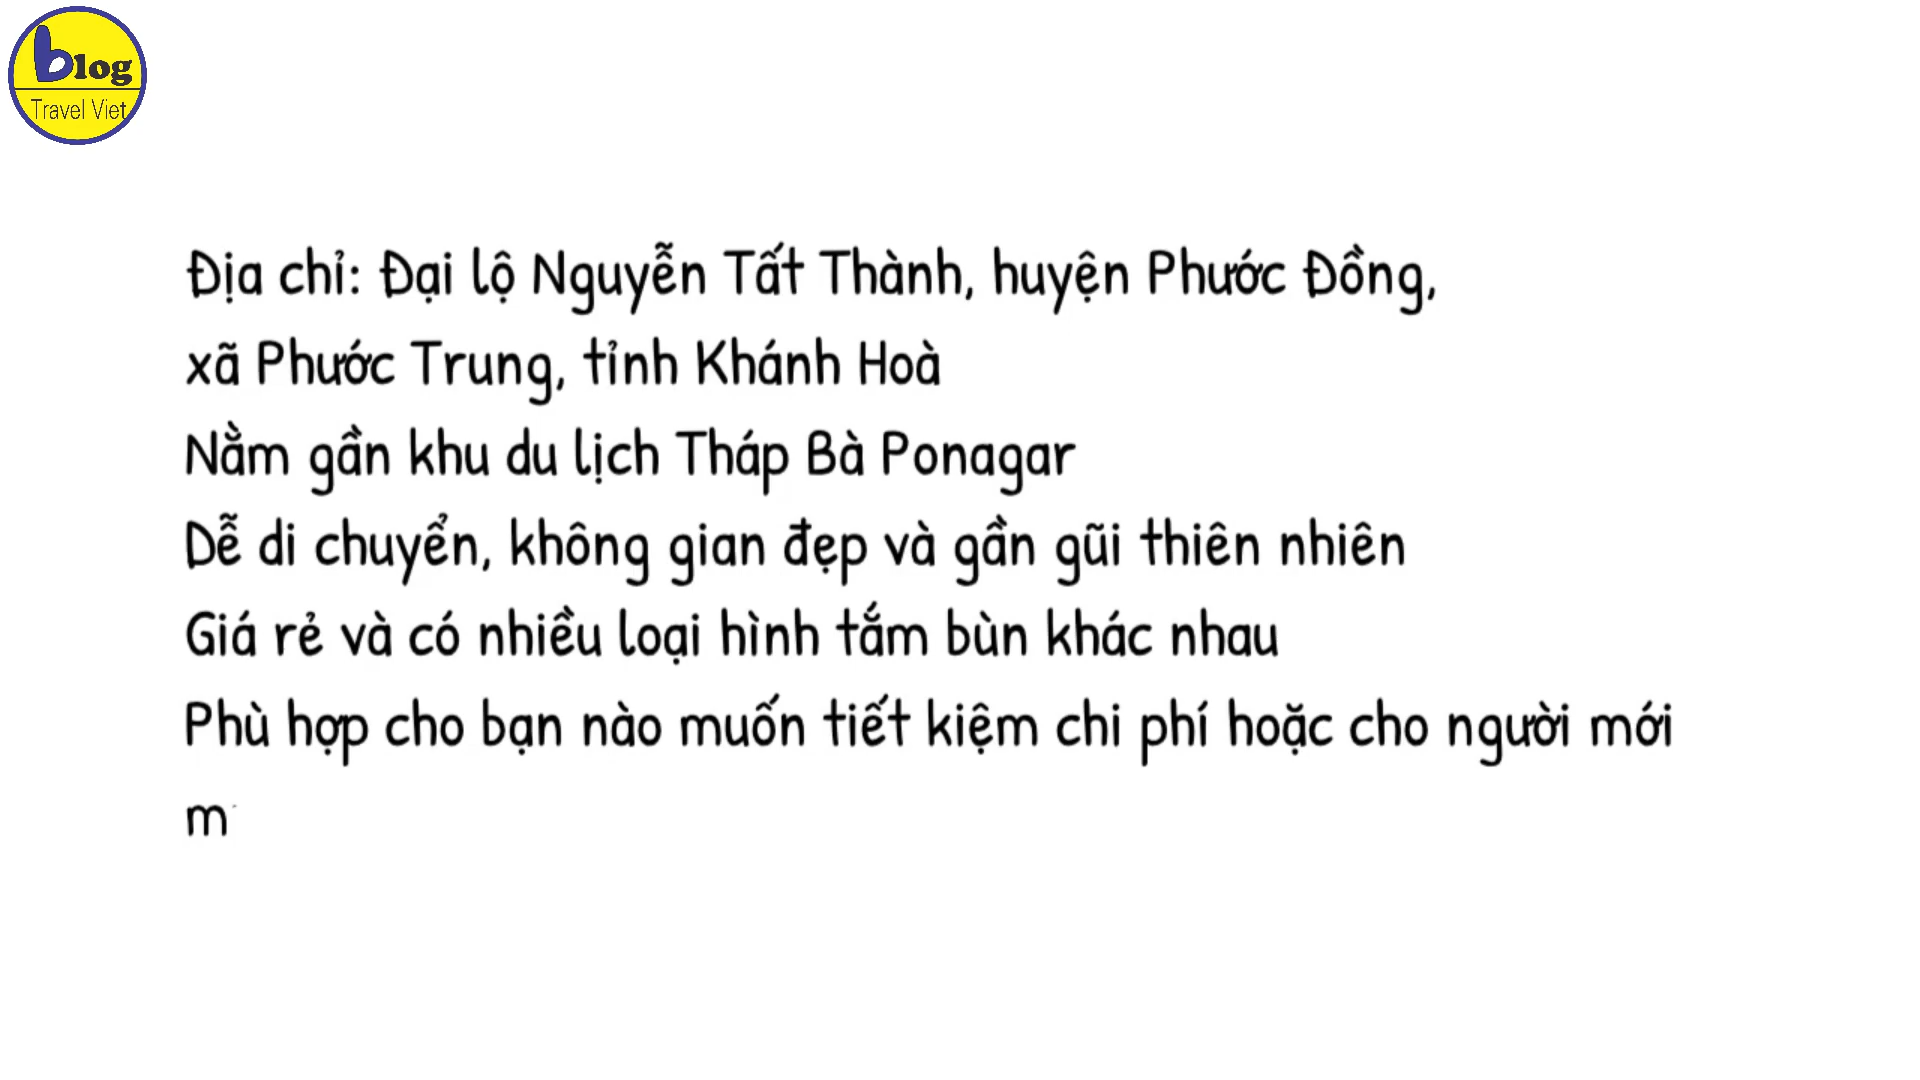 blog
Travel Viet
Địa chỉ: Đại lộ Nguyễn Tất Thành, huyện Phước Đồng,
xã Phước Trung, tỉnh Khánh Hoà
Nằm gần khu du lịch Tháp Bà Ponagar
Dễ di chuyển, không gian đẹp và gần gũi thiên nhiên
Giá rẻ và có nhiều loại hình tắm bùn khác nhau
Phù hợp cho bạn nào muốn tiết kiệm chi phí hoặc cho người mới
m